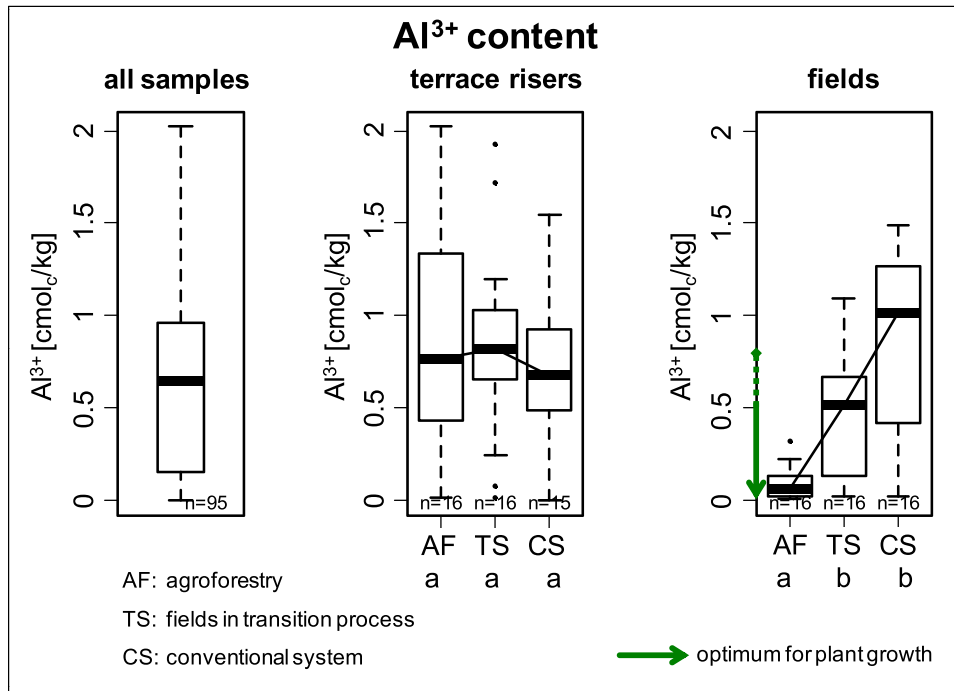 Al³⁺ content
all samples
terrace risers
fields
Al³⁺ [cmolc/kg]
0
0.5
1
1.5
2
n=95
Al³⁺ [cmolc/kg]
0
0.5
1
1.5
2
n=16 n=16 n=15
AF TS CS
a a a
Al³⁺ [cmolc/kg]
0
0.5
1
1.5
2
n=16 n=16 n=16
AF TS CS
a b b
AF: agroforestry
TS: fields in transition process
CS: conventional system
optimum for plant growth